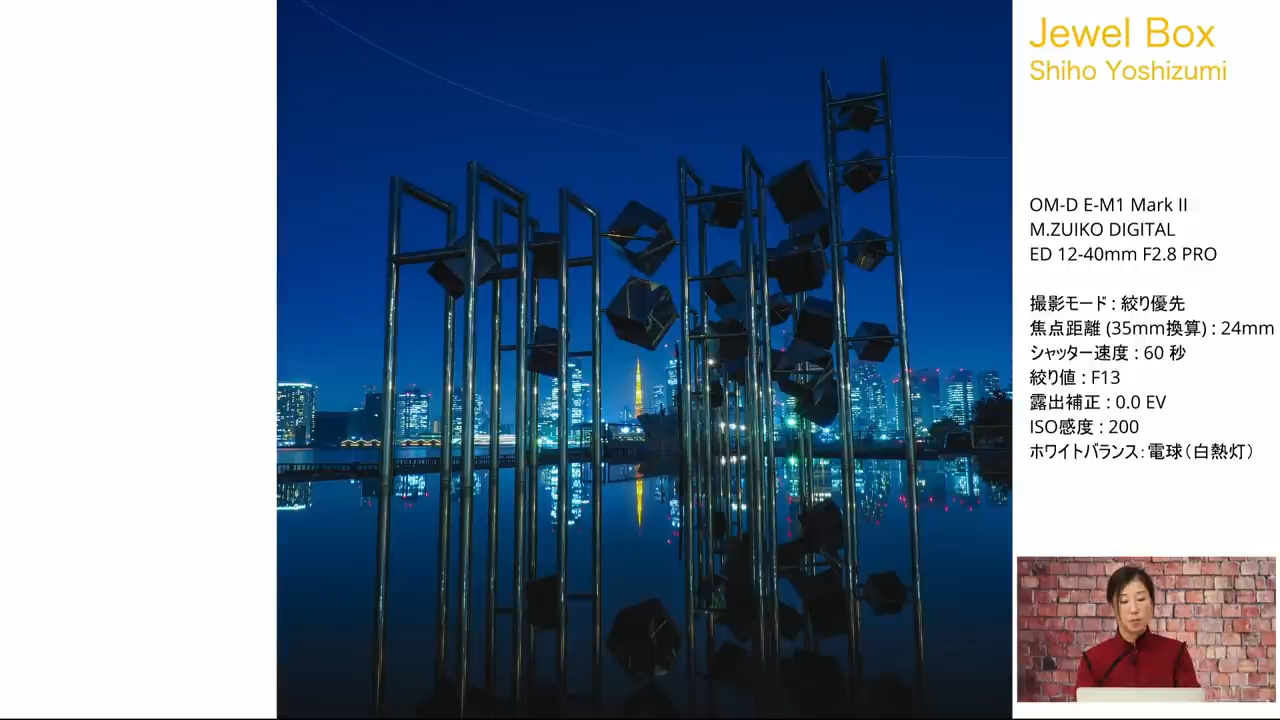 Jewel Box
Shiho Yoshizumi
OM-D E-M1 Mark II
M.ZUIKO DIGITAL
ED 12-40mm F2.8 PRO
撮影モード : 絞り優先
焦点距離 (35mm換算) : 24mm
シャッター速度 : 60 秒
絞り値 : F13
露出補正 : 0.0 EV
ISO感度 : 200
ホワイトバランス: 電球（白熱灯）